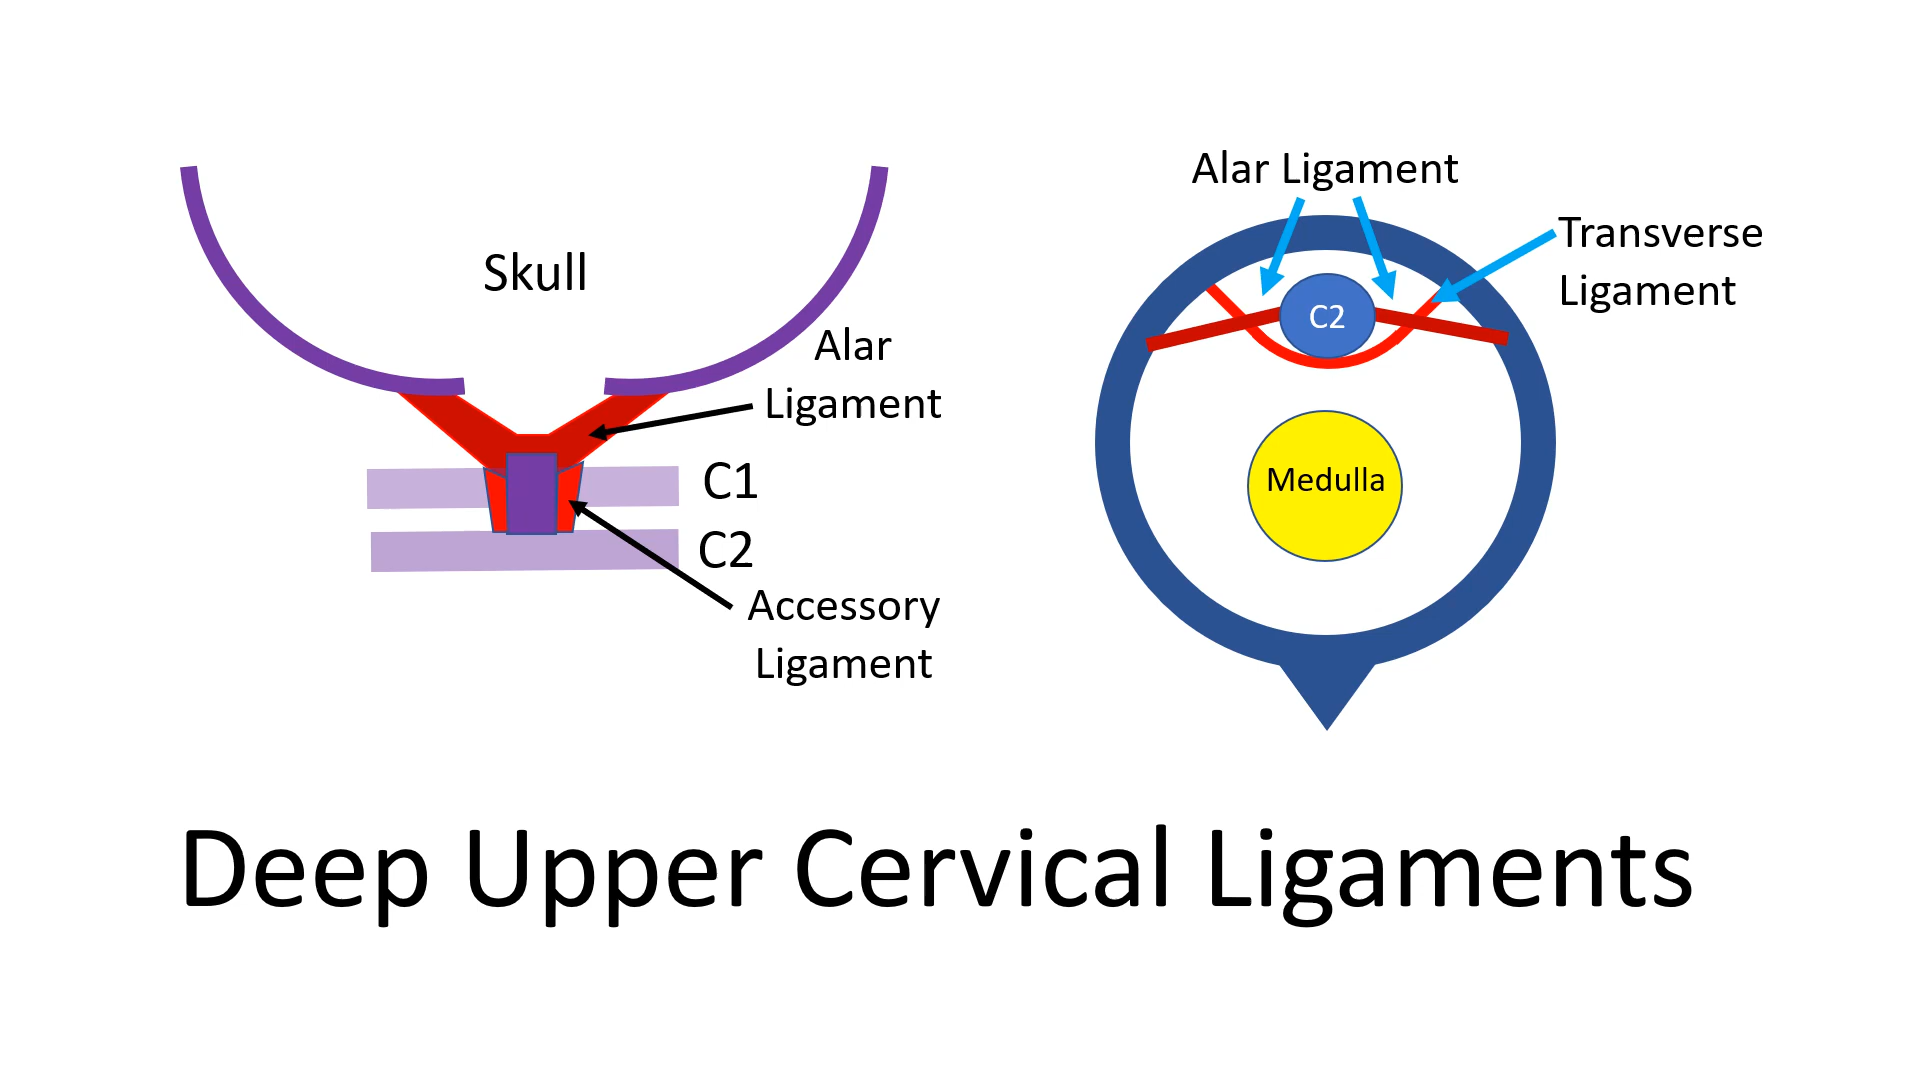 Skull
Alar
Ligament
C1
C2
Accessory
Ligament
Alar Ligament
Transverse
Ligament
C2
Medulla
Deep Upper Cervical Ligaments